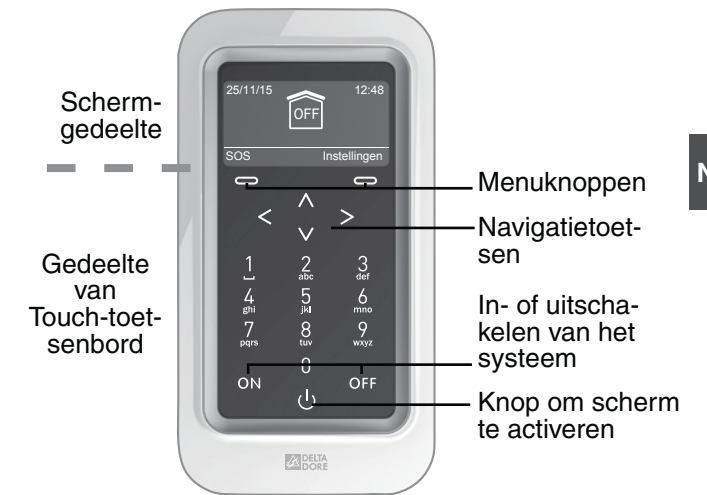 25/11/15 12:48
OFF
SOS Instellingen
Scherm-
gedeelte
Gedeelte
van
Touch-toet-
senbord
1 2 3
abc def
4 5 6
ghi jkl mno
7 8 9
pqrs tuv wxyz
0
ON OFF
DELTA
DORE
Menuknoppen
Navigatietoet-
sen
In- of uitscha-
kelen van het
systeem
Knop om scherm
te activeren
N